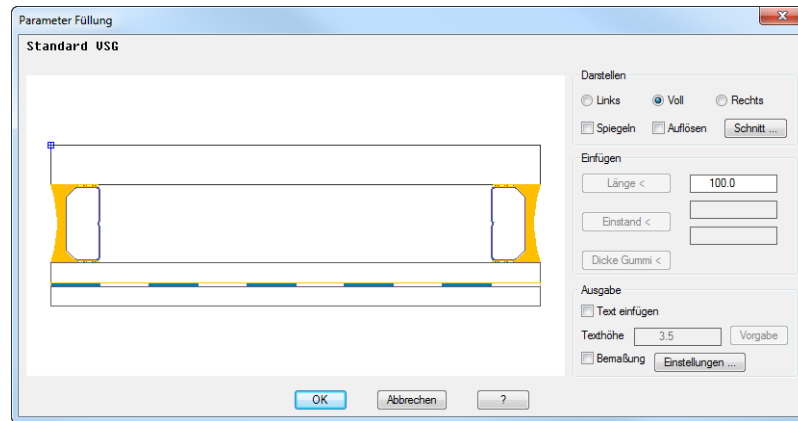 Parameter Füllung
Standard VSG
Darstellen
Links Voll Rechts
Spiegeln Auflösen Schnitt ...
Einfügen
Länge < 100.0
Einstand <
Dicke Gummi <
Ausgabe
Text einfügen
Texthöhe 3.5 Vorgabe
Bemaßung Einstellungen ...
OK Abbrechen ?